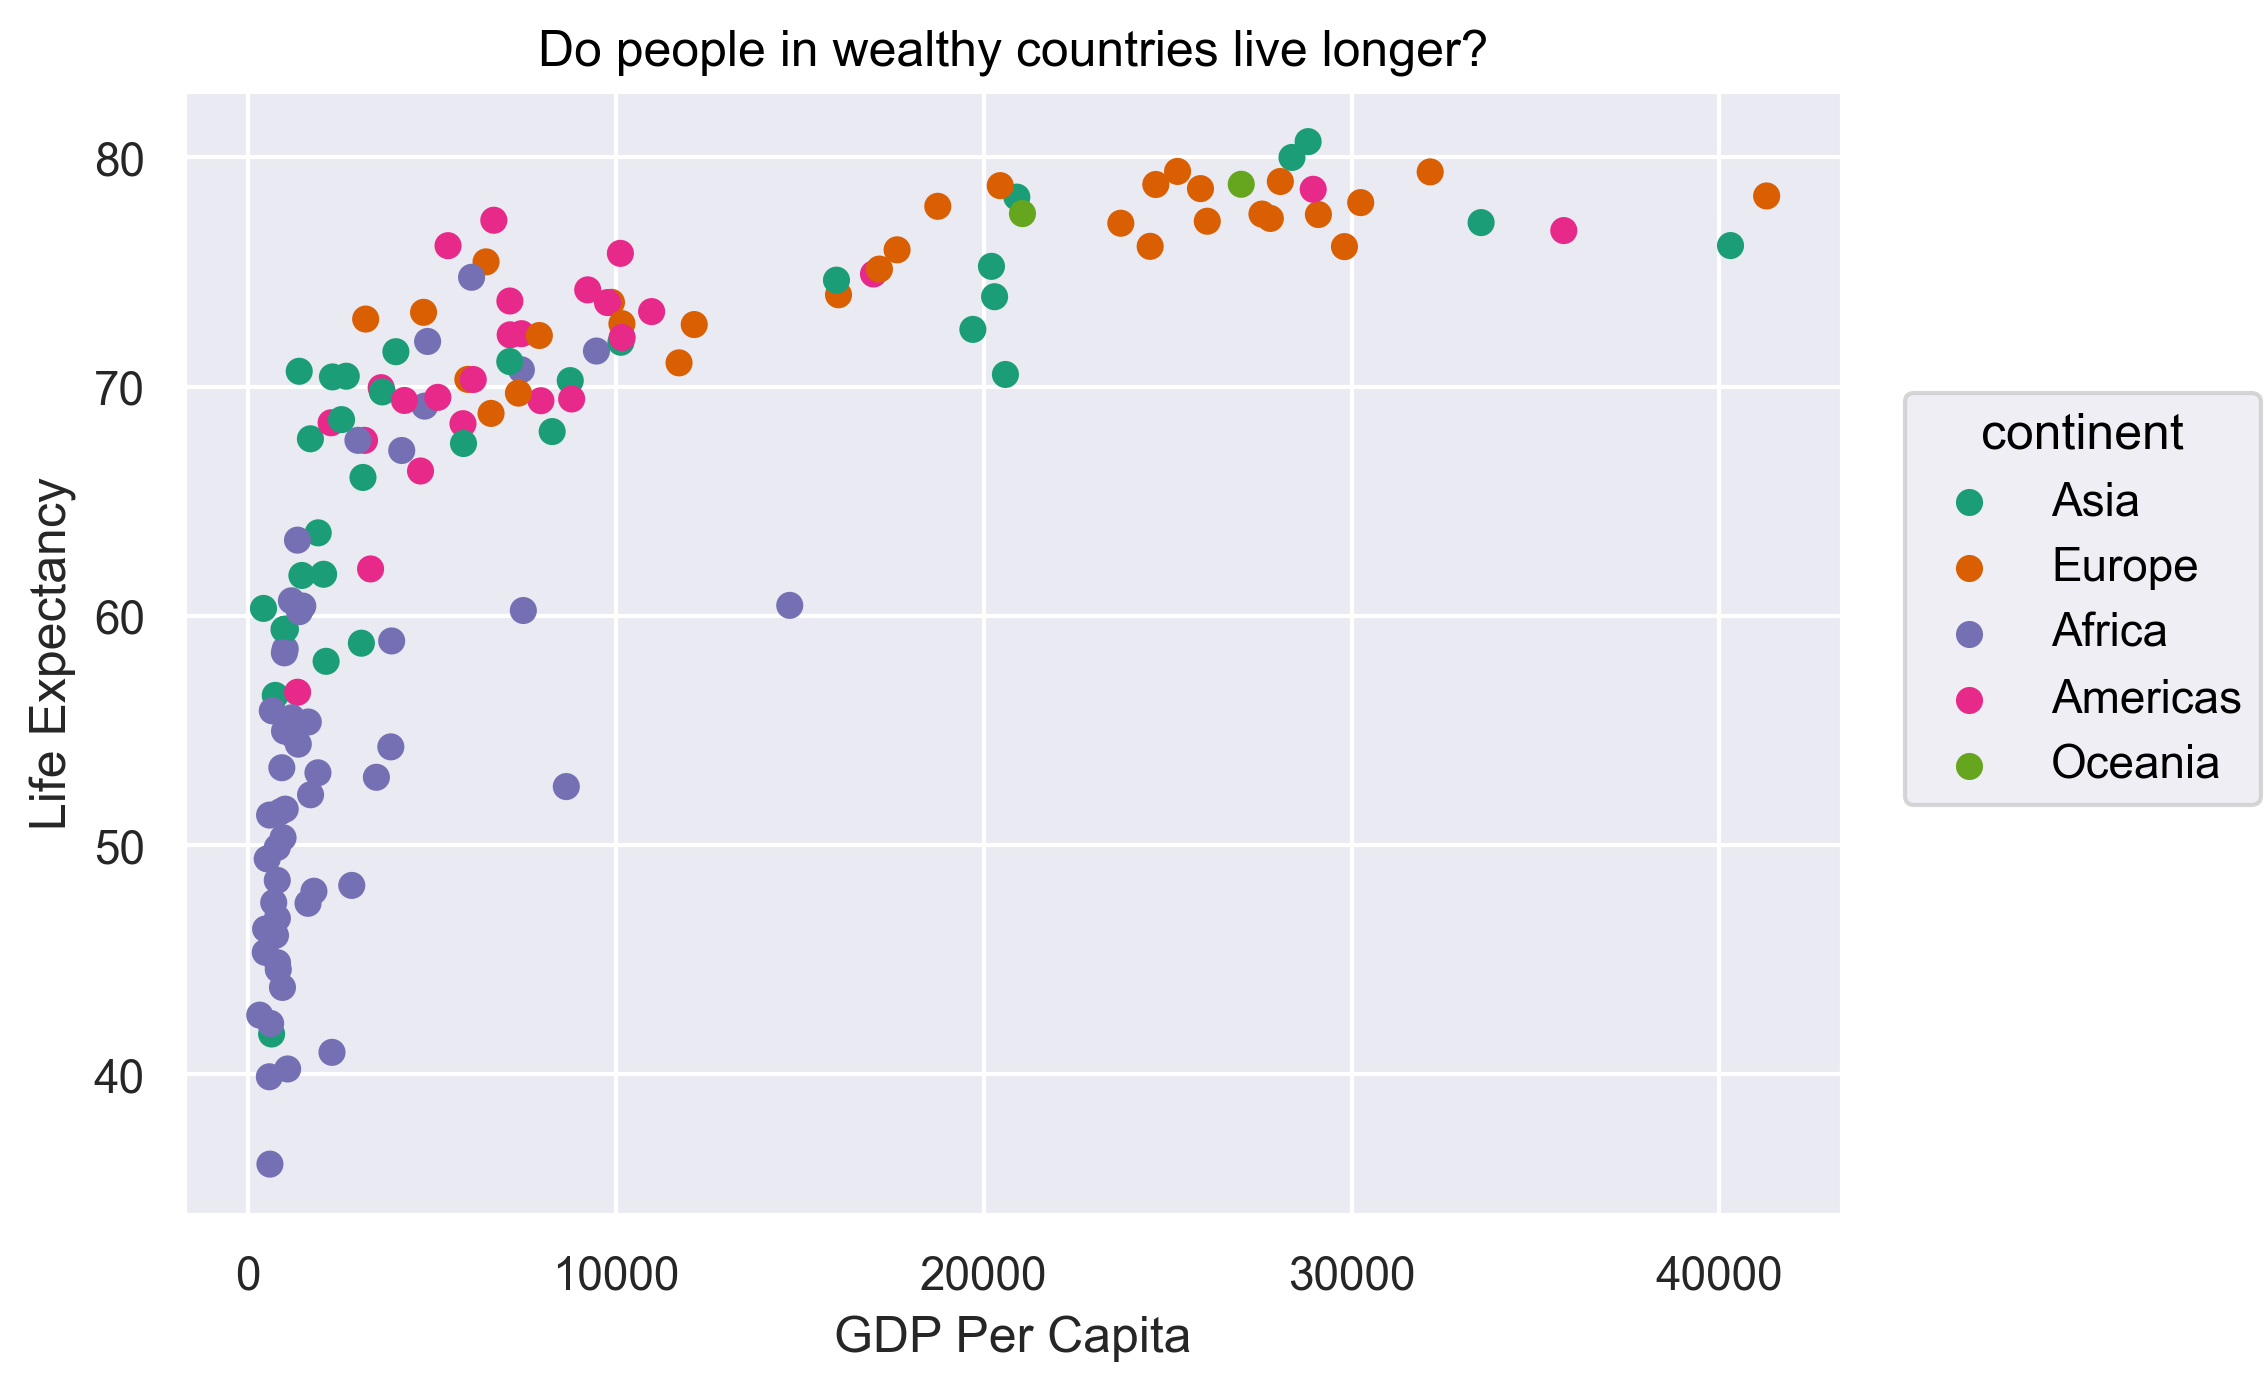 Do people in wealthy countries live longer?
80
70
60
50
40
Life Expectancy
0 10000 20000 30000 40000
GDP Per Capita
continent
Asia
Europe
Africa
Americas
Oceania